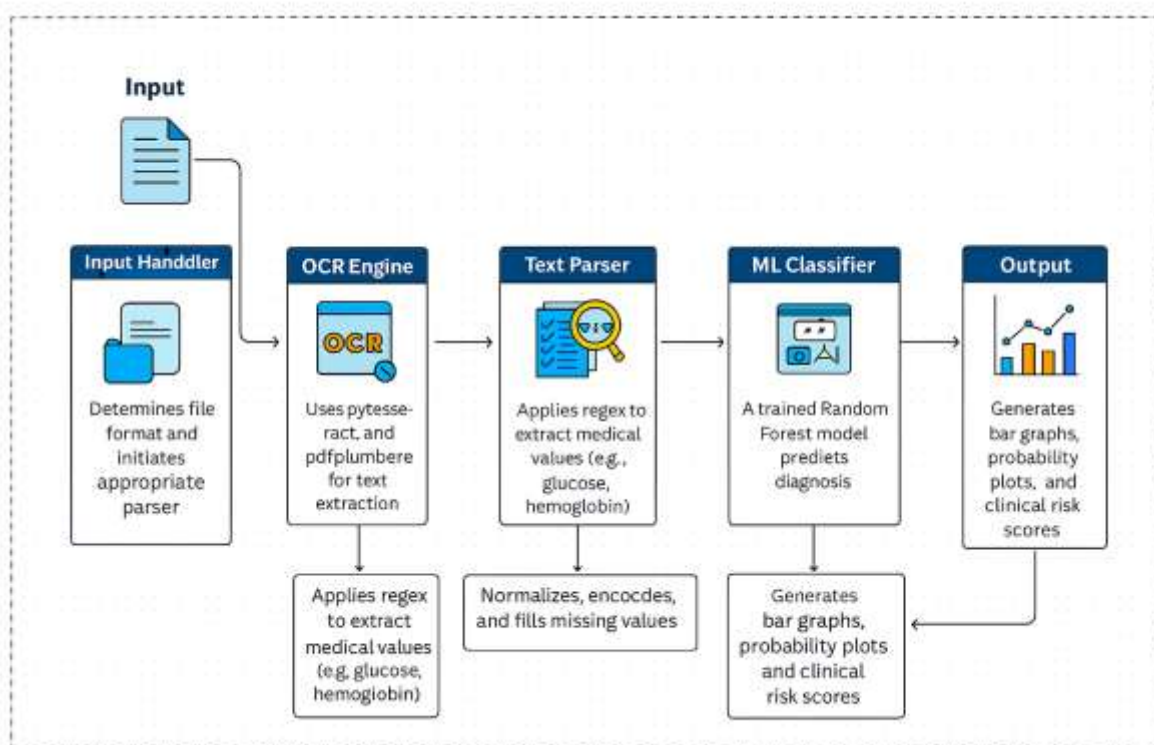 Input
Input Handdler
Determines file
format and
initiates
appropriate
parser
OCR Engine
OCR
Uses pytesse-
ract, and
pdfplumbere
for text
extraction
Text Parser
Applies regex to
extract medical
values (e.g.,
glucose,
hemoglobin)
ML Classifier
A trained Random
Forest model
prediets
diagnosis
Output
Generates
bar graphs,
probability
plots, and
clinical risk
scores
Applies regex
to extract
medical values
(e.g, glucose,
hemogiobin)
Normalizes, encocdes,
and fills missing values
Generates
bar graphs,
probability plots
and clinical
risk scores